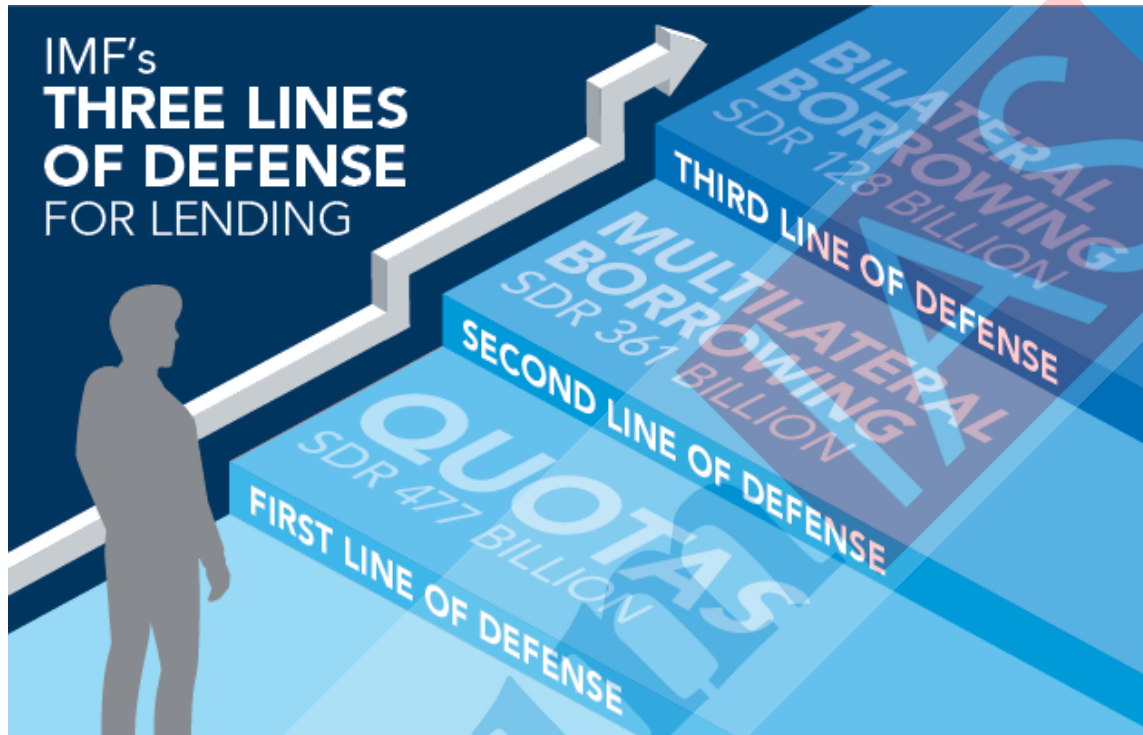 IMF's
THREE LINES
OF DEFENSE
FOR LENDING
BILATERAL
BORROWING
SDR 128 BILLION
THIRD LINE OF DEFENSE
MULTILATERAL
BORROWING
SDR 361 BILLION
SECOND LINE OF DEFENSE
QUOTAS
SDR 477 BILLION
FIRST LINE OF DEFENSE
IAS